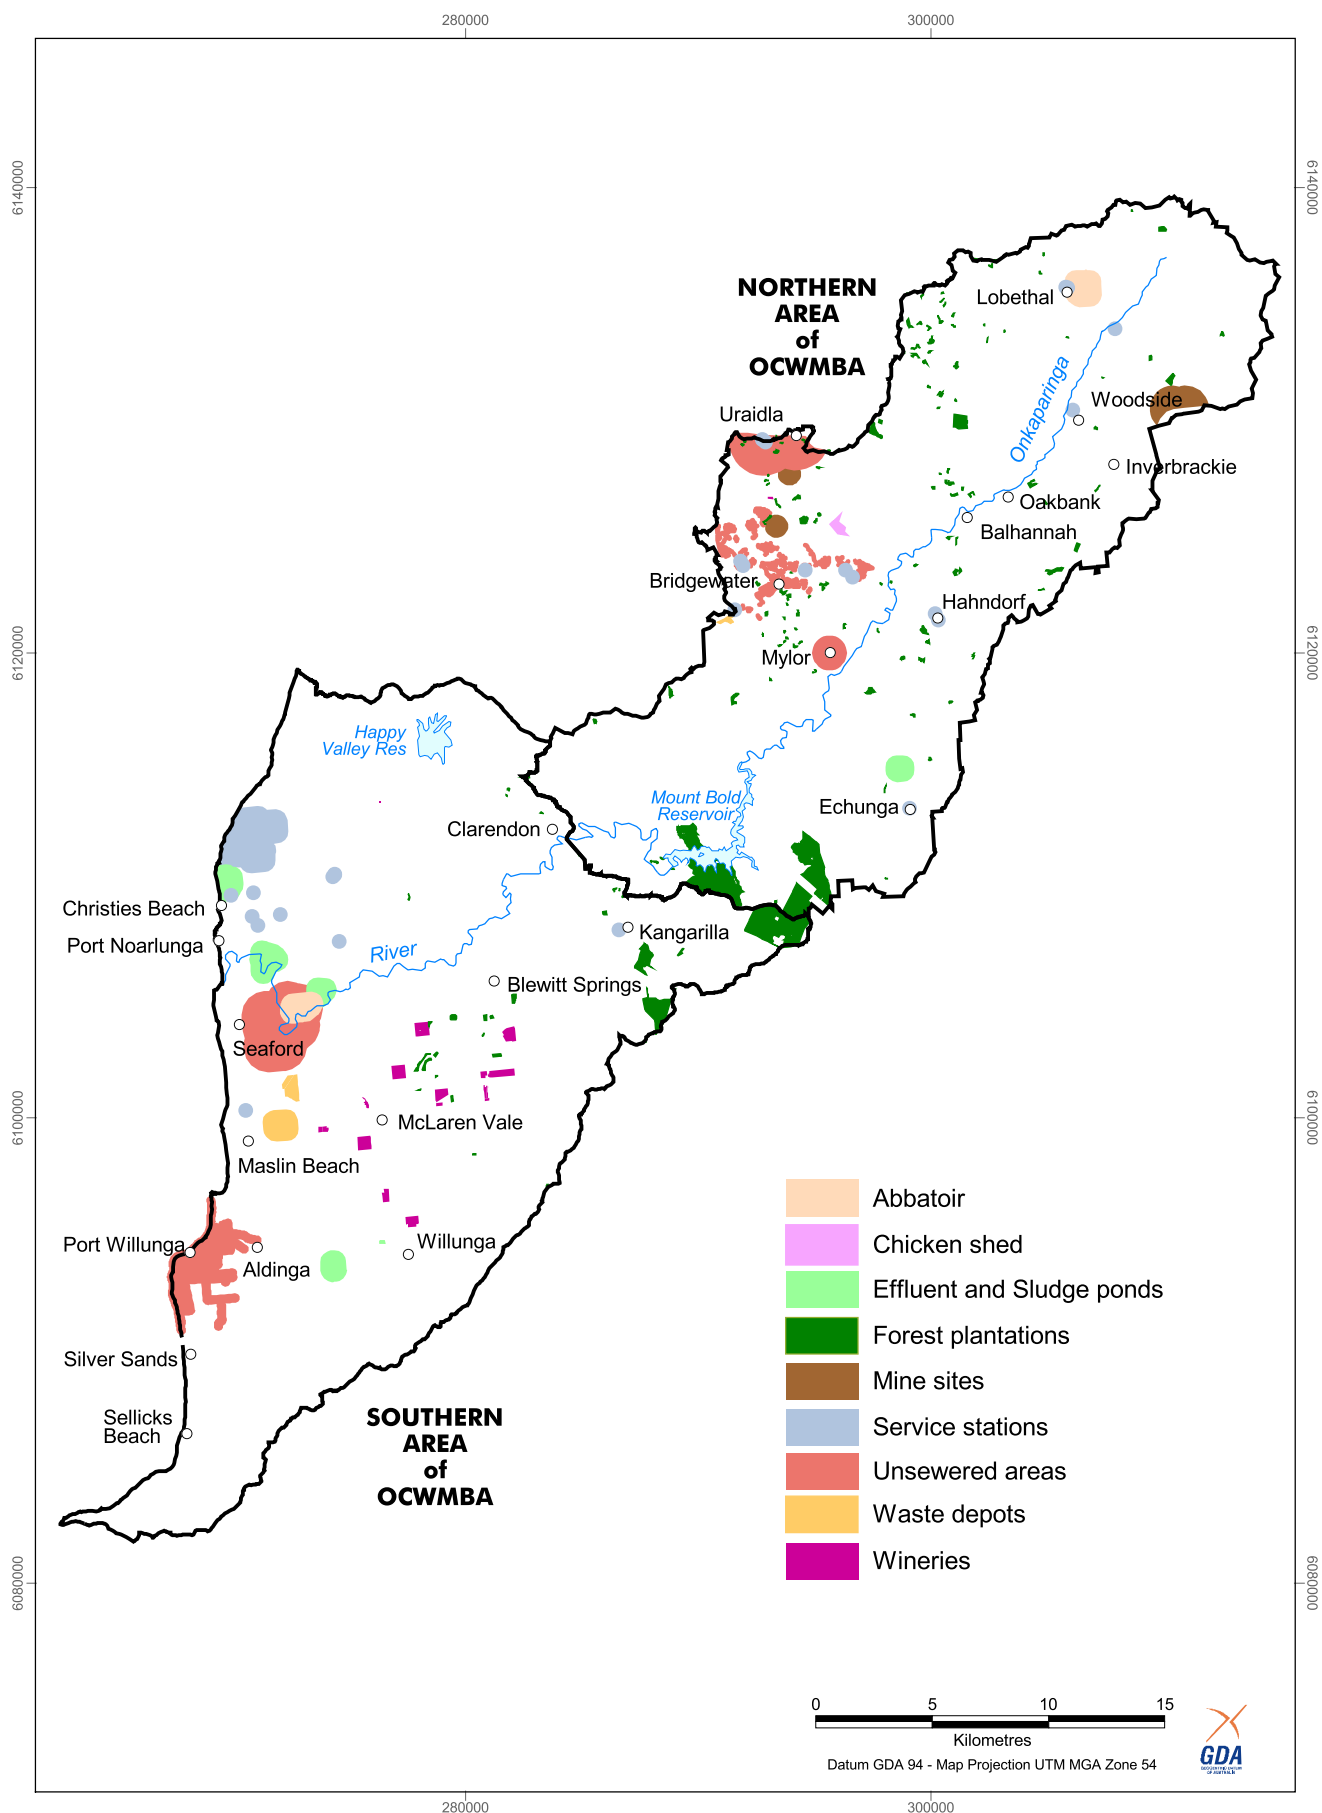 280000
300000
6140000
6140000
NORTHERN
AREA
of
OCWMBA
Lobethal
Onkaparinga
Woodside
Uraidla
Inverbrackie
Oakbank
Balhannah
Bridgewater
Hahndorf
6120000
6120000
Mylor
Happy
Valley Res
Mount Bold
Reservoir
Echunga
Clarendon
Christies Beach
Port Noarlunga
River
Kangarilla
Blewitt Springs
Seaford
6100000
6100000
McLaren Vale
Maslin Beach
Port Willunga
Willunga
Aldinga
Silver Sands
Sellicks
Beach
SOUTHERN
AREA
of
OCWMBA
Abbatoir
Chicken shed
Effluent and Sludge ponds
Forest plantations
Mine sites
Service stations
Unsewered areas
Waste depots
Wineries
6080000
6080000
0 5 10 15
Kilometres
Datum GDA 94 - Map Projection UTM MGA Zone 54
GDA
280000
300000